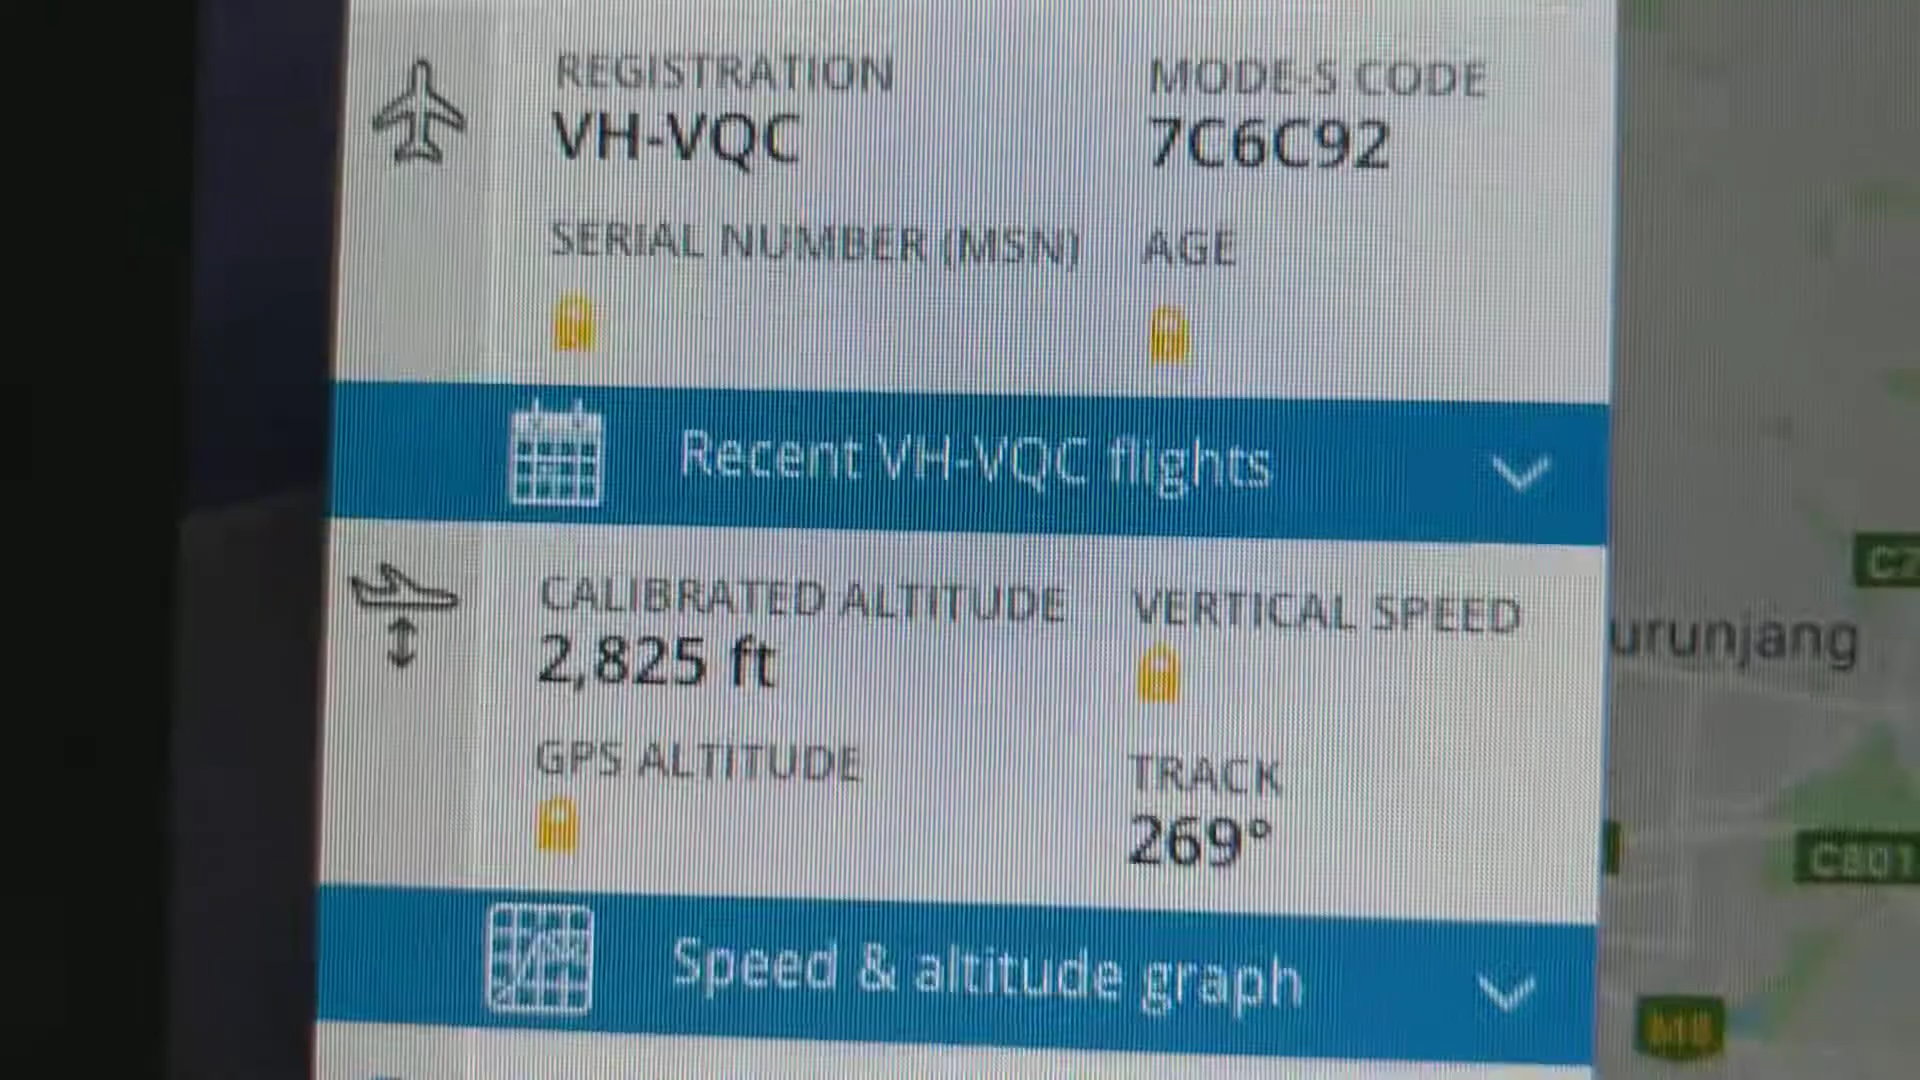 REGISTRATION
VH-VQC
MODE-S CODE
7C6C92
SERIAL NUMBER (MSN)
AGE
Recent VH-VQC flights
CALIBRATED ALTITUDE
2,825 ft
VERTICAL SPEED
GPS ALTITUDE
TRACK
269°
Speed & altitude graph
C7
urunjang
C801
M8